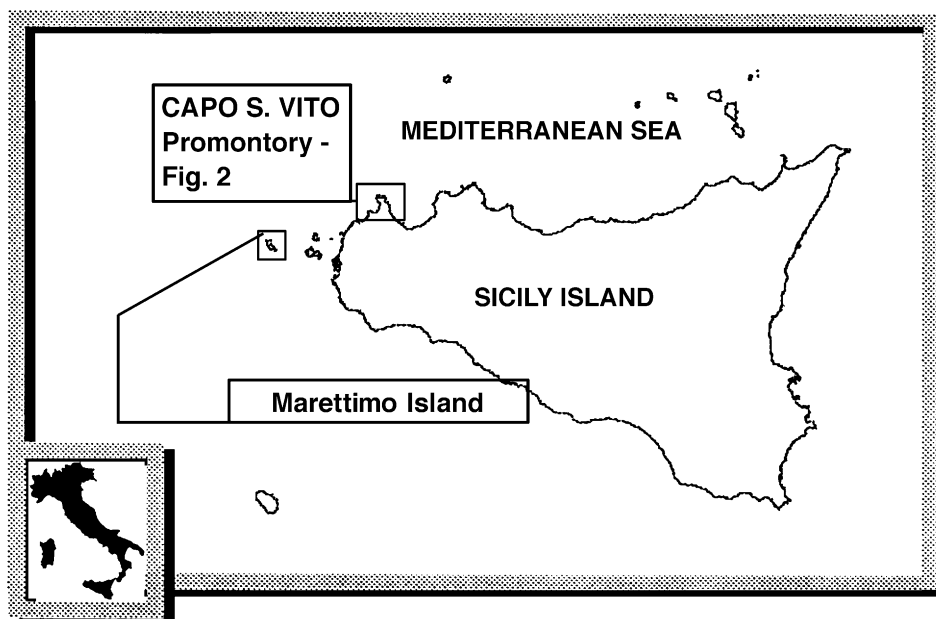 CAPO S. VITO
Promontory -
Fig. 2
MEDITERRANEAN SEA
SICILY ISLAND
Marettimo Island